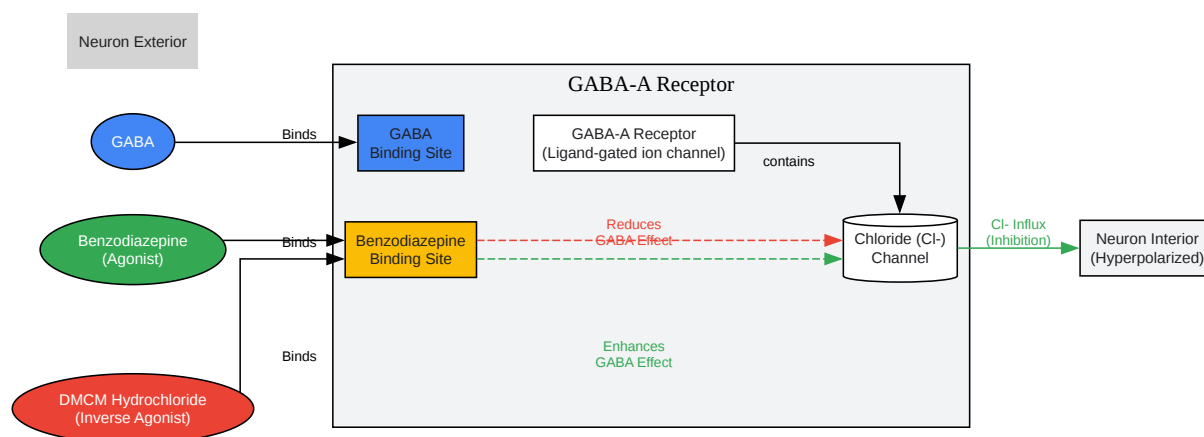 Neuron Exterior
GABA-A Receptor
GABA
Binds
GABA
Binding Site
GABA-A Receptor
(Ligand-gated ion channel)
contains
Benzodiazepine
(Agonist)
Binds
Benzodiazepine
Binding Site
Reduces
GABA Effect
Chloride (Cl-)
Channel
Cl- Influx
(Inhibition)
Neuron Interior
(Hyperpolarized)
Binds
Enhances
GABA Effect
DMCM Hydrochloride
(Inverse Agonist)